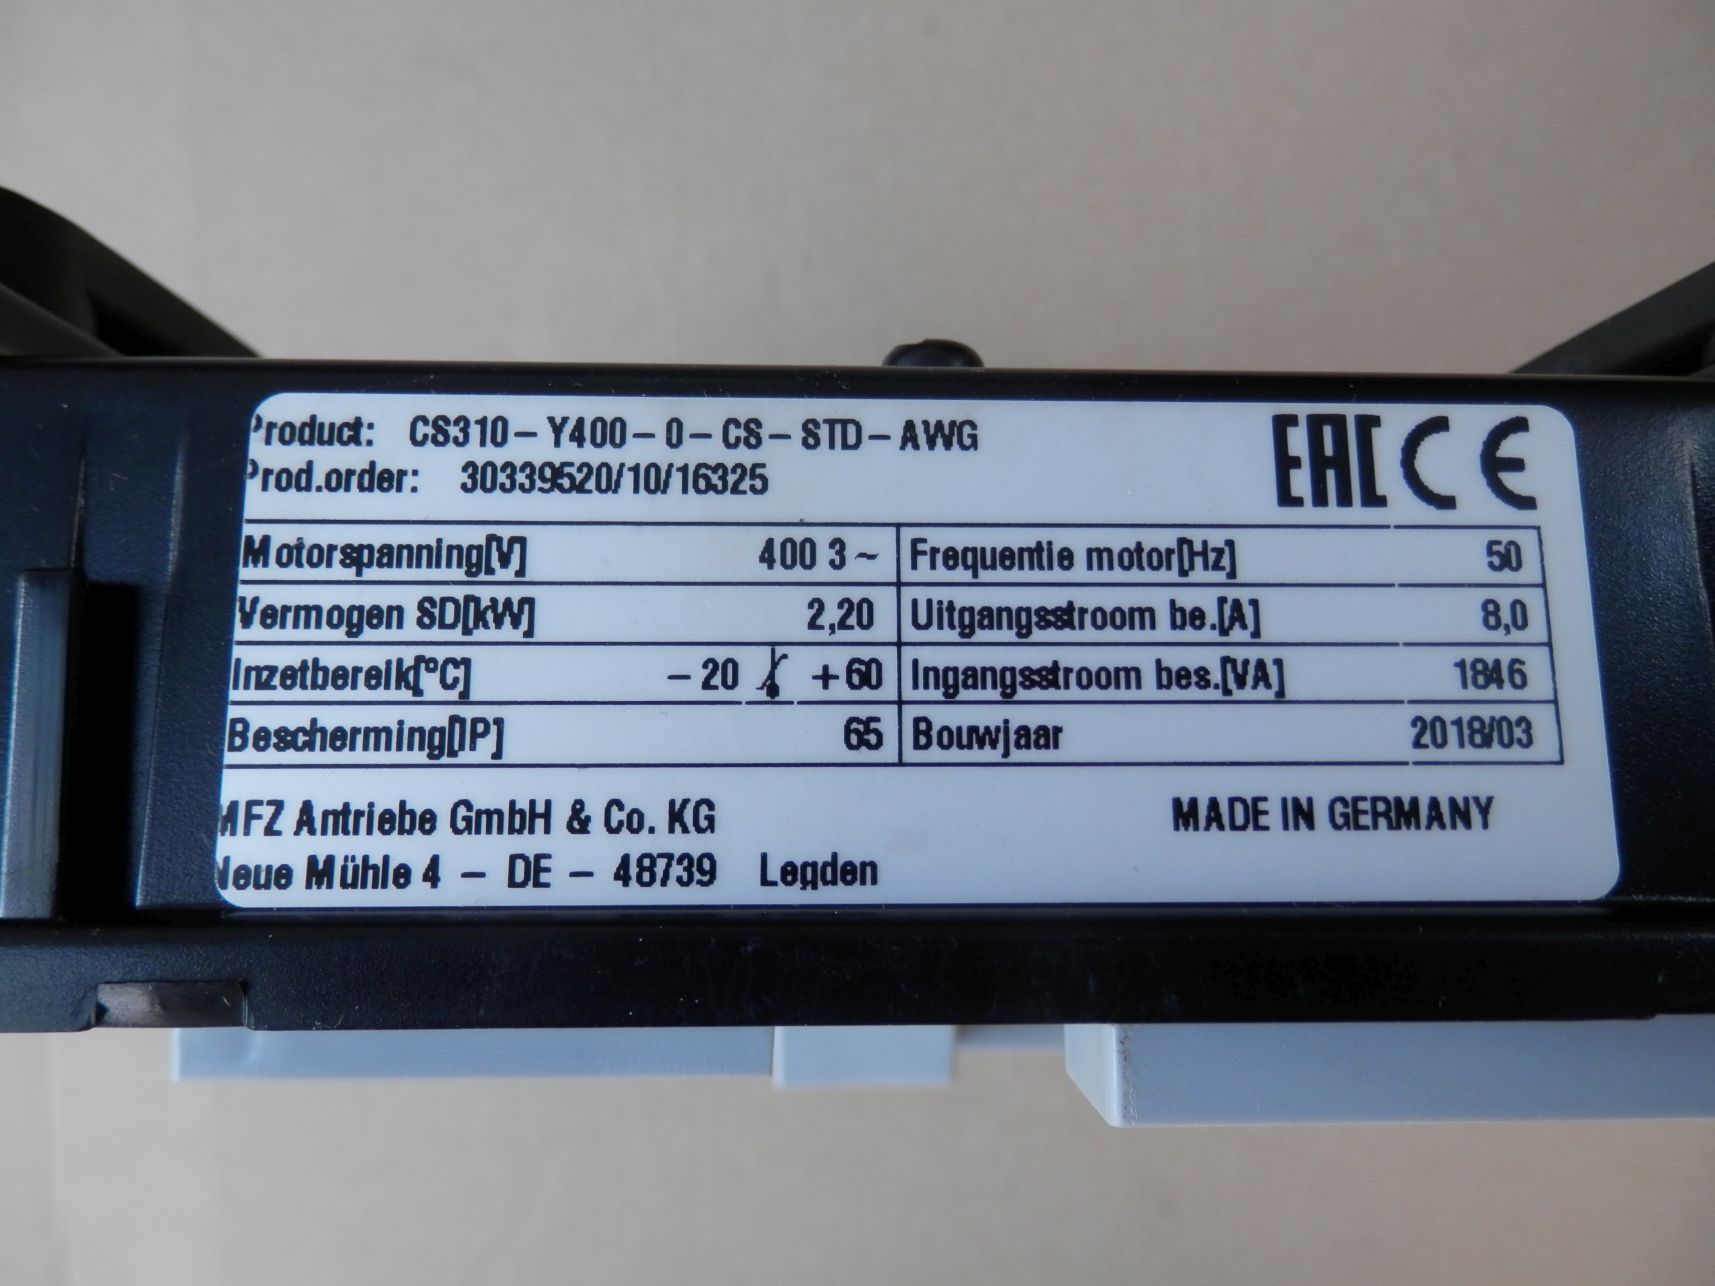 Product: CS310-Y400-0-CS-STD-AWG
Prod.order: 30339520/10/16325
EAC CE
Motorspanning[V] 400 3~ Frequentie motor[Hz] 50
Vermogen SD[kW] 2,20 Uitgangsstroom be.[A] 8,0
Inzetbereik[°C] -20 +60 Ingangsstroom bes.[VA] 1846
Bescherming[IP] 65 Bouwjaar 2018/03
MFZ Antriebe GmbH & Co. KG MADE IN GERMANY
Neue Mühle 4 - DE - 48739 Legden